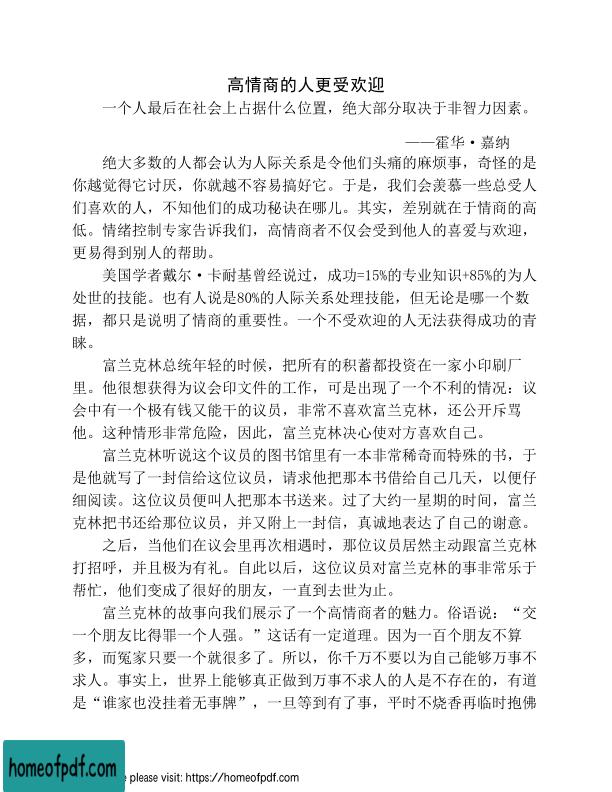 高情商的人更受欢迎
一个人最后在社会上占据什么位置，绝大部分取决于非智力因素。
——霍华·嘉纳
绝大多数的人都会认为人际关系是令他们头痛的麻烦事，奇怪的是
你越觉得它讨厌，你就越不容易搞好它。于是，我们会羡慕一些总受人
们喜欢的人，不知他们的成功秘诀在哪儿。其实，差别就在于情商的高
低。情绪控制专家告诉我们，高情商者不仅会受到他人的喜爱与欢迎，
更易得到别人的帮助。
美国学者戴尔·卡耐基曾经说过，成功=15%的专业知识+85%的为人
处世的技能。也有人说是80%的人际关系处理技能，但无论是哪一个数
据，都只是说明了情商的重要性。一个不受欢迎的人无法获得成功的青
睐。
富兰克林总统年轻的时候，把所有的积蓄都投资在一家小印刷厂
里。他很想获得为议会印文件的工作，可是出现了一个不利的情况：议
会中有一个极有钱又能干的议员，非常不喜欢富兰克林，还公开斥骂
他。这种情形非常危险，因此，富兰克林决心使对方喜欢自己。
富兰克林听说这个议员的图书馆里有一本非常稀奇而特殊的书，于
是他就写了一封信给这位议员，请求他把那本书借给自己几天，以便仔
细阅读。这位议员便叫人把那本书送来。过了大约一星期的时间，富兰
克林把书还给那位议员，并又附上一封信，真诚地表达了自己的谢意。
之后，当他们在议会里再次相遇时，那位议员居然主动跟富兰克林
打招呼，并且极为有礼。自此以后，这位议员对富兰克林的事非常乐于
帮忙，他们变成了很好的朋友，一直到去世为止。
富兰克林的故事向我们展示了一个高情商者的魅力。俗语说：“交
一个朋友比得罪一个人强。”这话有一定道理。因为一百个朋友不算
多，而冤家只要一个就很多了。所以，你千万不要以为自己能够万事不
求人。事实上，世界上能够真正做到万事不求人的人是不存在的，有道
是“谁家也没挂着无事牌”，一旦等到有了事，平时不烧香再临时抱佛
homeofpdf.com
e please visit: https://homeofpdf.com